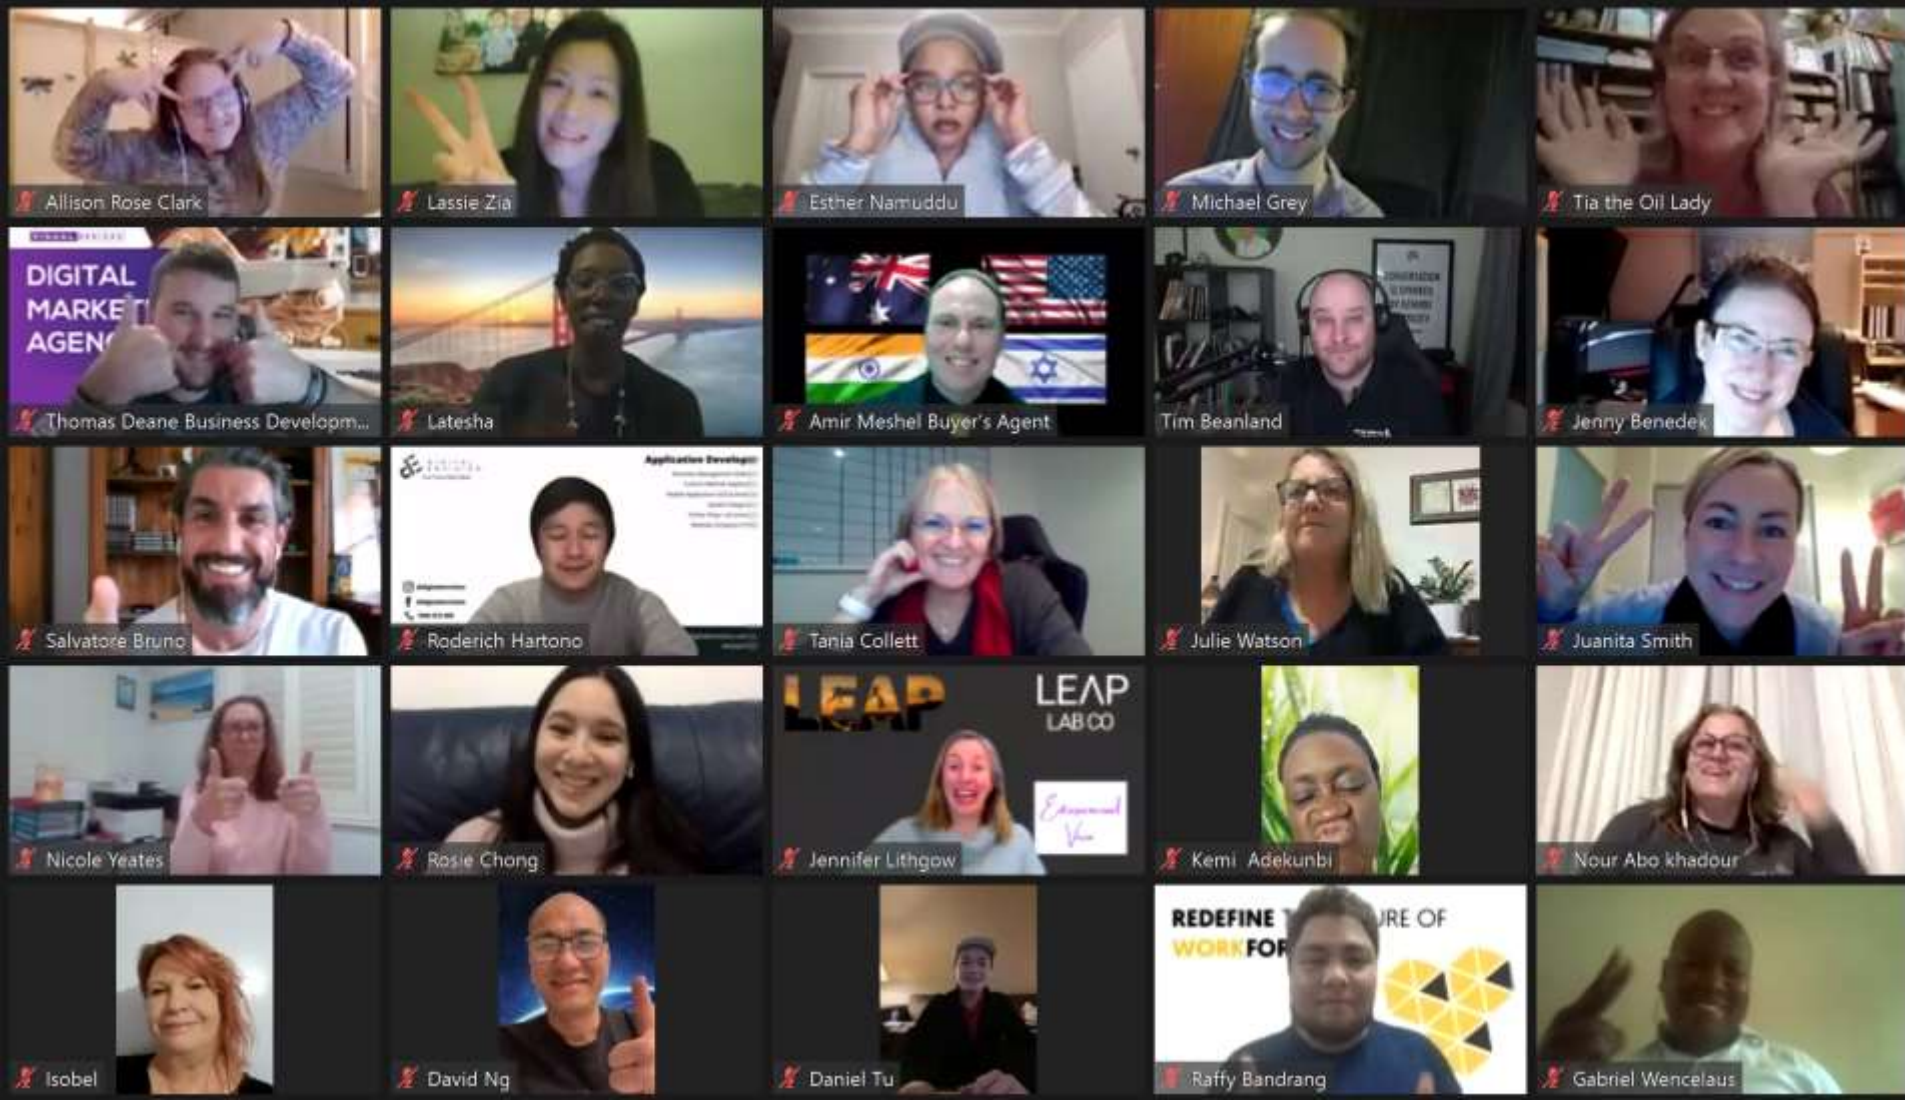 Allison Rose Clark
Lassie Zia
Esther Namuddu
Michael Grey
Tia the Oil Lady
DIGITAL
MARKET
AGENC
Thomas Deane Business Developm...
Latesha
Amir Meshel Buyer's Agent
Tim Beanland
Jenny Benedek
Salvatore Bruno
Application Develop
Roderich Hartono
Tania Collett
Julie Watson
Juanita Smith
Nicole Yeates
Rosie Chong
LEAP
LEAP
LAB CO
Jennifer Lithgow
Kemi Adekunbi
Nour Abo khadour
Isobel
David Ng
Daniel Tu
REDEFINE T URE OF
WORKFOR
Raffy Bandrang
Gabriel Wencelaus